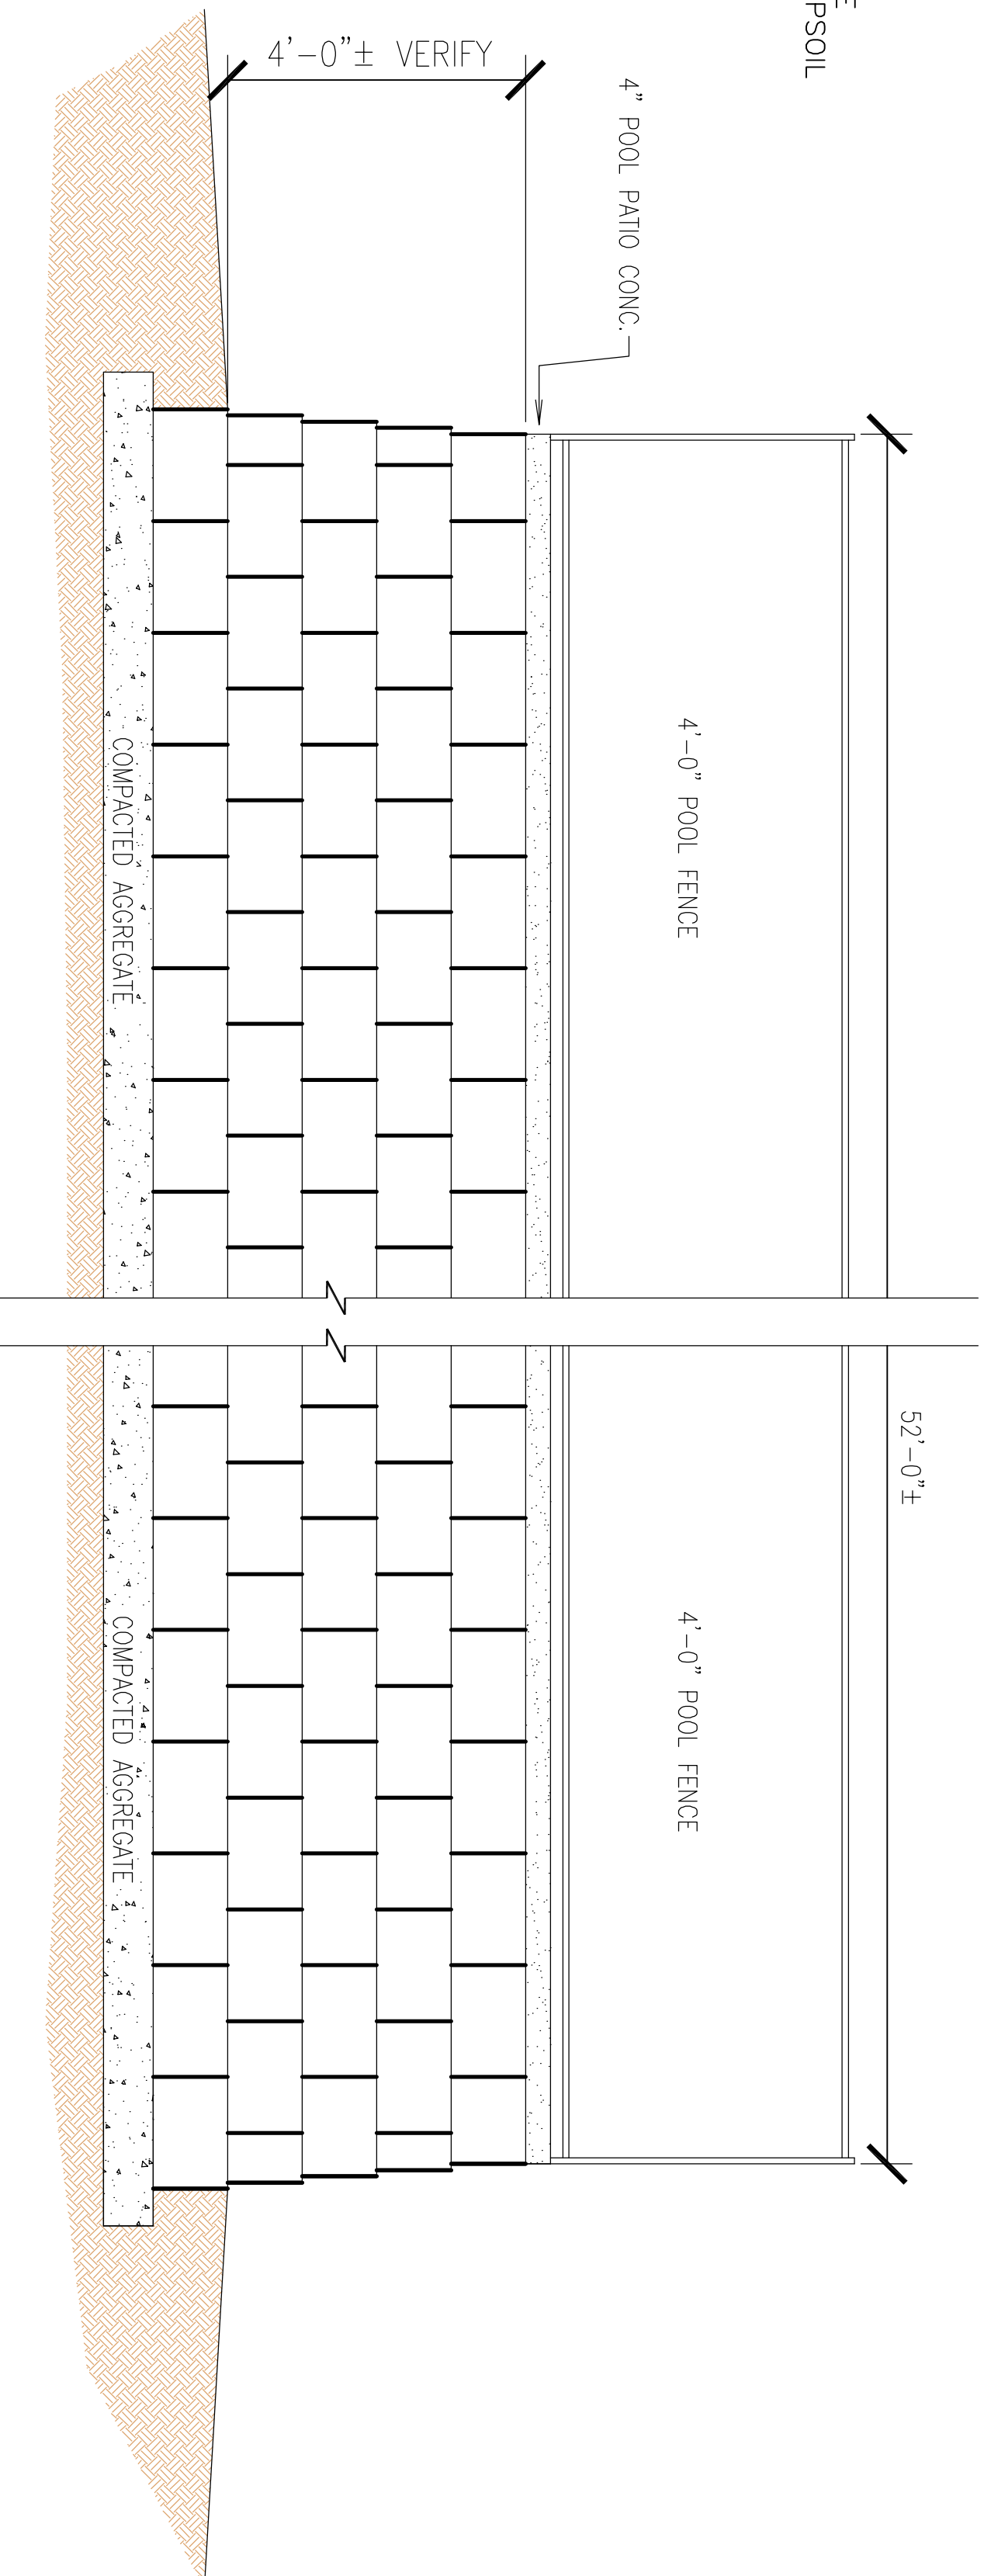 E
PSOIL
52'-0"±
4'-0" POOL FENCE
4'-0" POOL FENCE
4" POOL PATIO CONC.
4'-0"± VERIFY
COMPACTED AGGREGATE
COMPACTED AGGREGATE